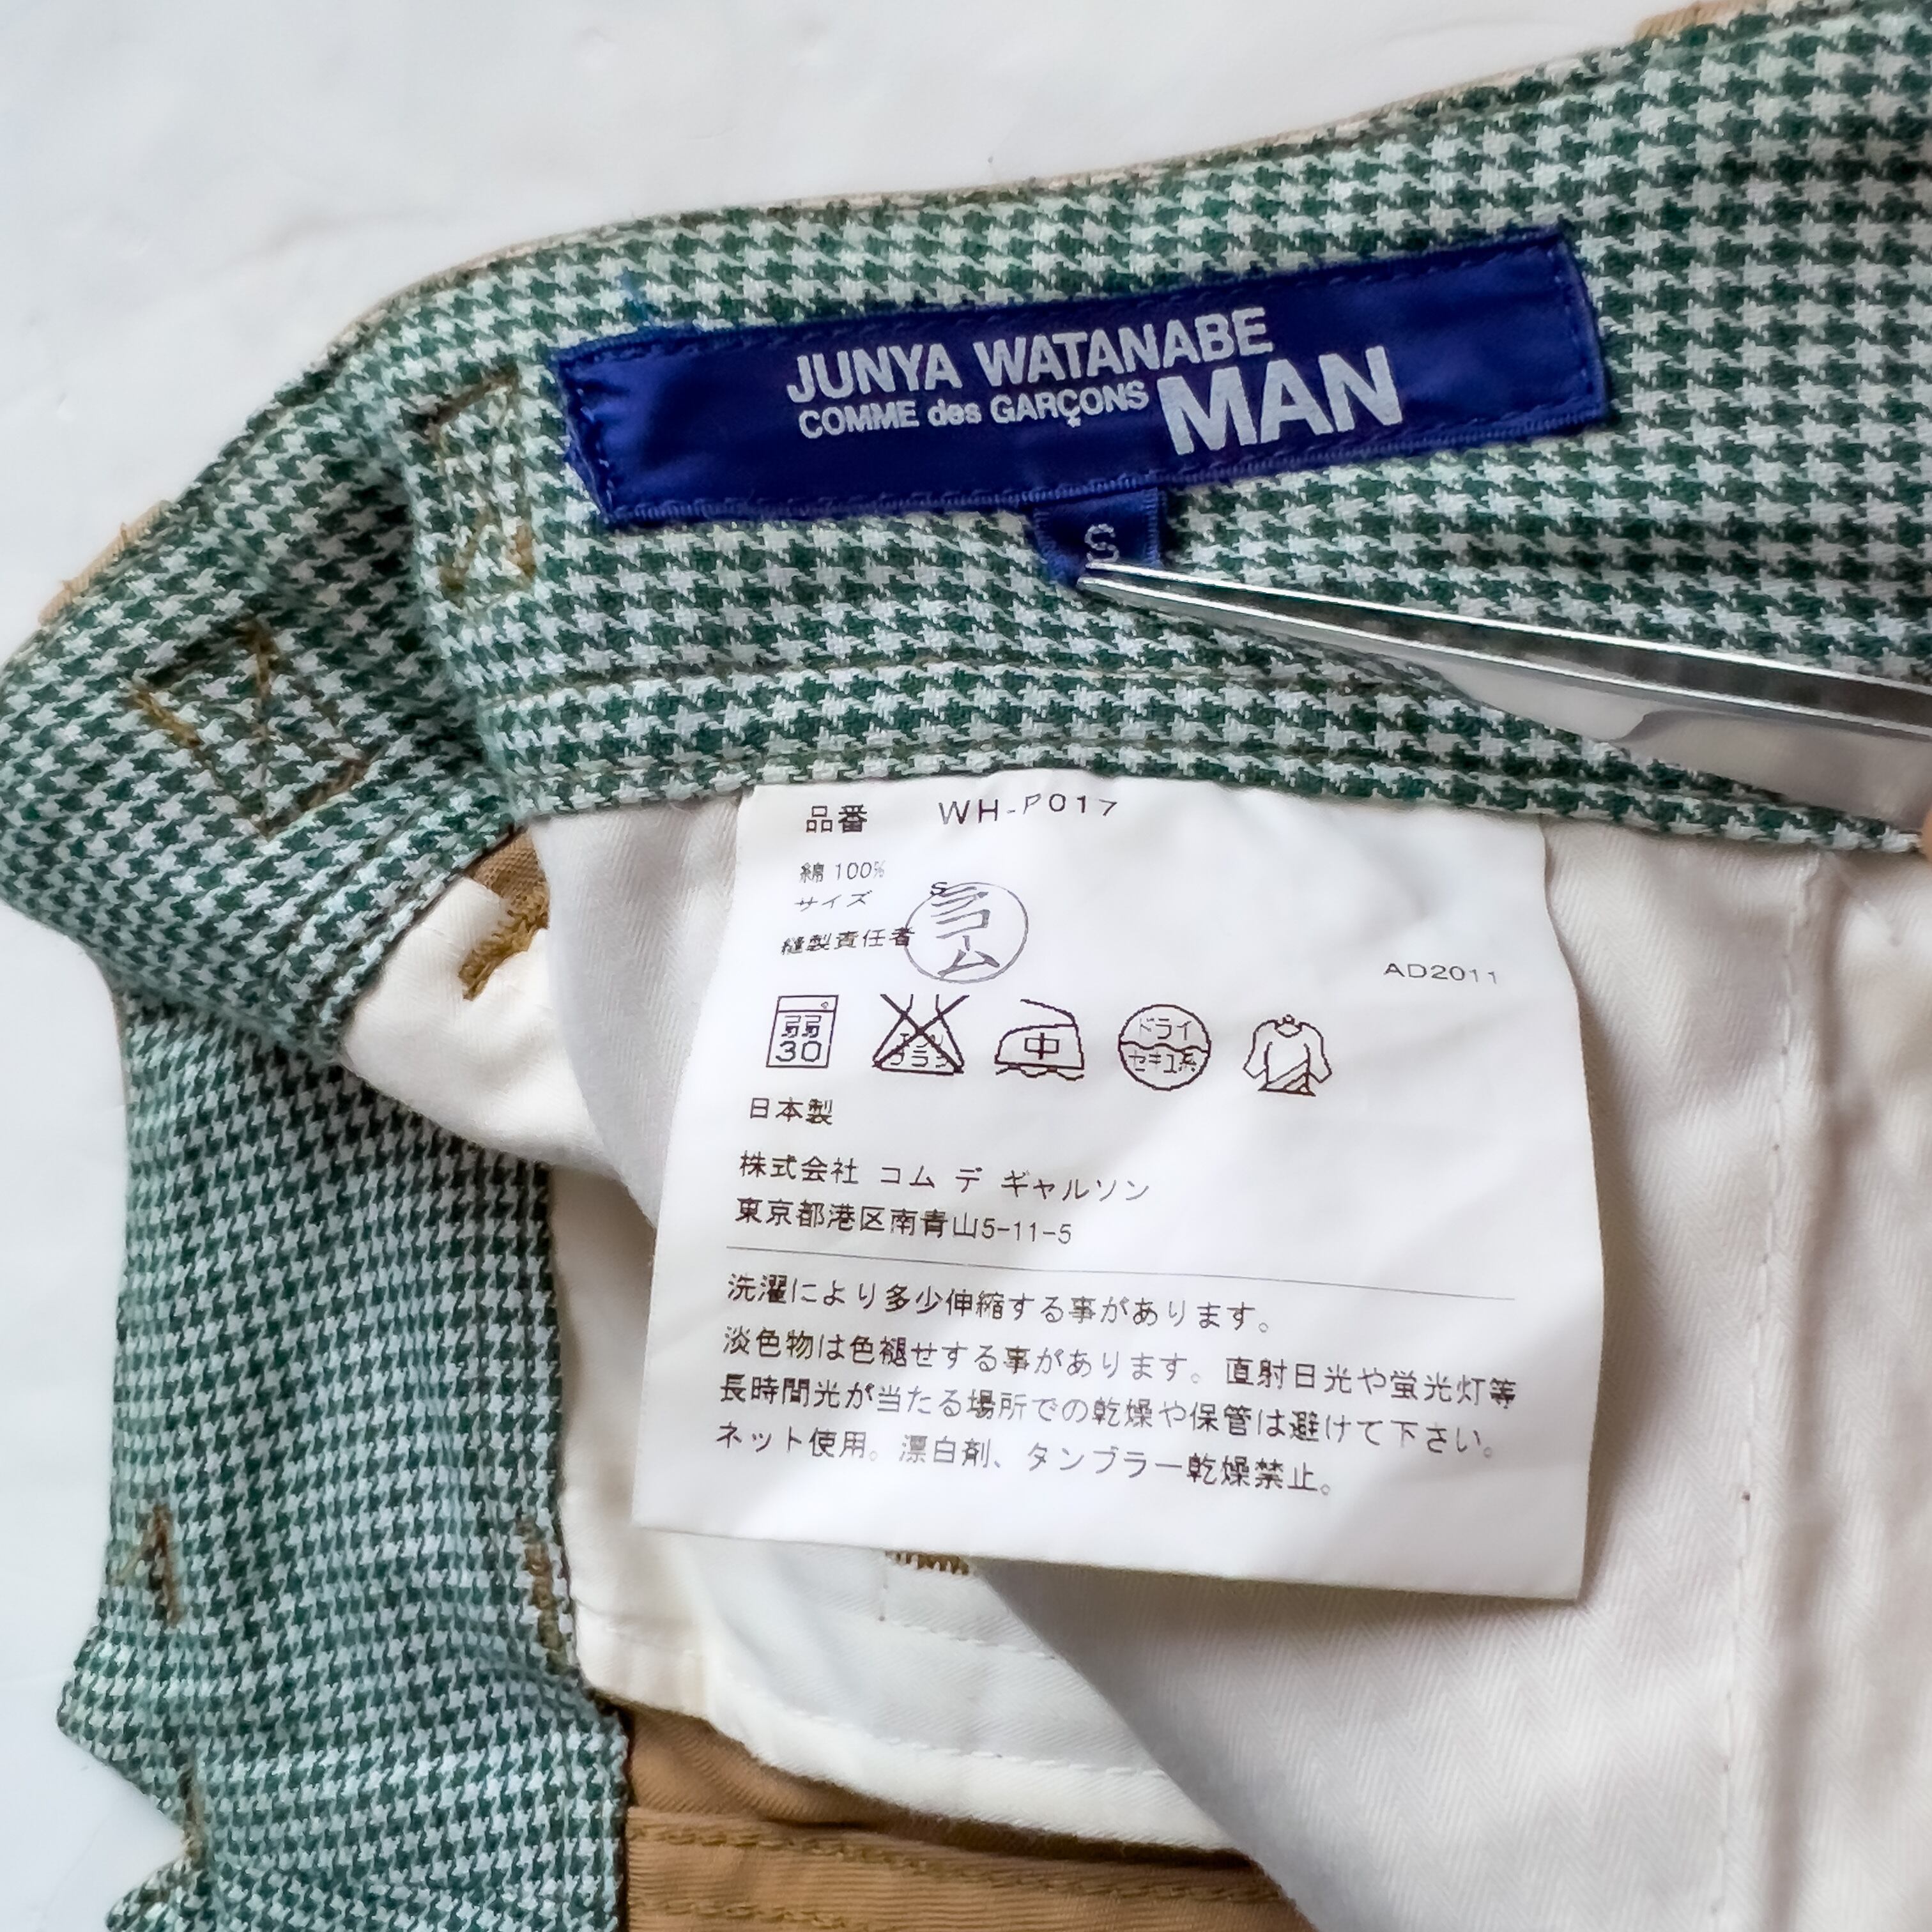 JUNYA WATANABE
COMME des GARÇONS MAN
S
品番 WH-P017
綿 100%
サイズ S
縫製責任者 コム
AD2011
弱
30
中
ドライ
セキユ系
日本製
株式会社 コム デ ギャルソン
東京都港区南青山5-11-5
洗濯により多少伸縮する事があります。
淡色物は色褪せする事があります。直射日光や蛍光灯等
長時間光が当たる場所での乾燥や保管は避けて下さい。
ネット使用。漂白剤、タンブラー乾燥禁止。